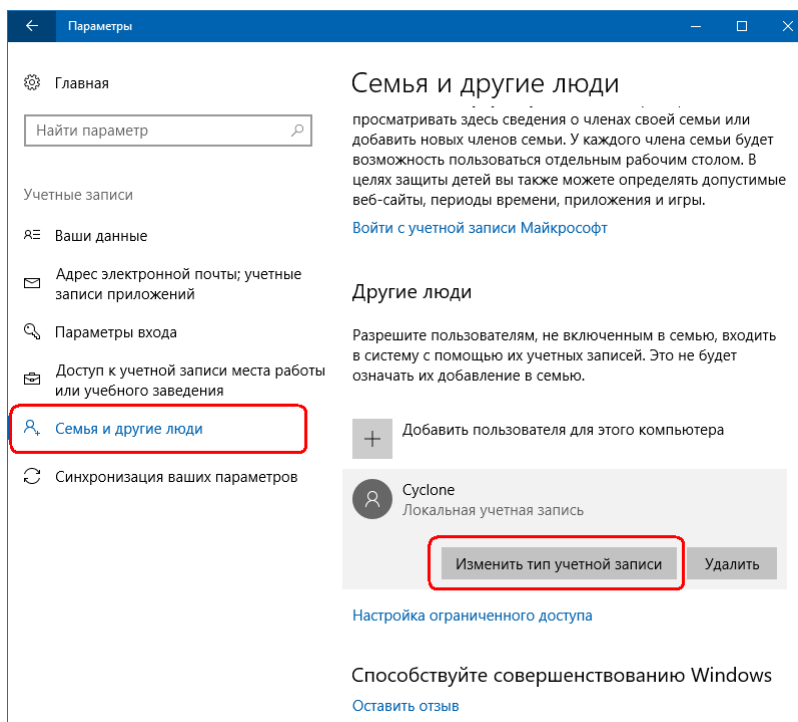 Параметры
Главная
Найти параметр
Учетные записи
Ваши данные
Адрес электронной почты; учетные
записи приложений
Параметры входа
Доступ к учетной записи места работы
или учебного заведения
Семья и другие люди
Синхронизация ваших параметров
Семья и другие люди
просматривать здесь сведения о членах своей семьи или
добавить новых членов семьи. У каждого члена семьи будет
возможность пользоваться отдельным рабочим столом. В
целях защиты детей вы также можете определять допустимые
веб-сайты, периоды времени, приложения и игры.
Войти с учетной записи Майкрософт
Другие люди
Разрешите пользователям, не включенным в семью, входить
в систему с помощью их учетных записей. Это не будет
означать их добавление в семью.
Добавить пользователя для этого компьютера
Cyclone
Локальная учетная запись
Изменить тип учетной записи Удалить
Настройка ограниченного доступа
Способствуйте совершенствованию Windows
Оставить отзыв